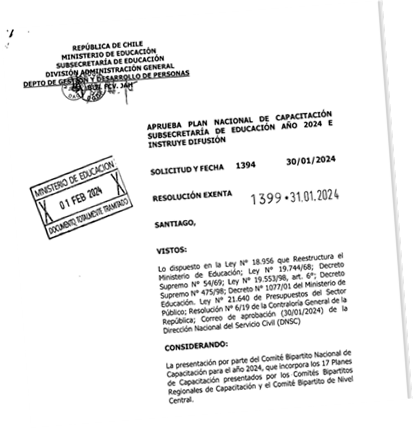 REPÚBLICA DE CHILE
MINISTERIO DE EDUCACIÓN
SUBSECRETARÍA DE EDUCACIÓN
DIVISIÓN ADMINISTRACIÓN GENERAL
DEPTO DE GESTIÓN Y DESARROLLO DE PERSONAS
APRUEBA PLAN NACIONAL DE CAPACITACIÓN
SUBSECRETARÍA DE EDUCACIÓN AÑO 2024 E
INSTRUYE DIFUSIÓN
SOLICITUD Y FECHA 1394 30/01/2024
MINISTERIO DE EDUCACION
01 FEB 2024
DOCUMENTO TOTALMENTE TRAMITADO
RESOLUCIÓN EXENTA 1399 • 31.01.2024
SANTIAGO,
VISTOS:
Lo dispuesto en la Ley N° 18.956 que Reestructura el
Ministerio de Educación; Ley N° 19.744/68; Decreto
Supremo N° 54/69; Ley N° 19.553/98, art. 6°; Decreto
Supremo N° 475/98; Decreto N° 1077/01 del Ministerio de
Educación. Ley N° 21.640 de Presupuestos del Sector
Público; Resolución N° 6/19 de la Contraloría General de la
República; Correo de aprobación (30/01/2024) de la
Dirección Nacional del Servicio Civil (DNSC)
CONSIDERANDO:
La presentación por parte del Comité Bipartito Nacional de
Capacitación para el año 2024, que incorpora los 17 Planes
de Capacitación presentados por los Comités Bipartitos
Regionales de Capacitación y el Comité Bipartito de Nivel
Central.